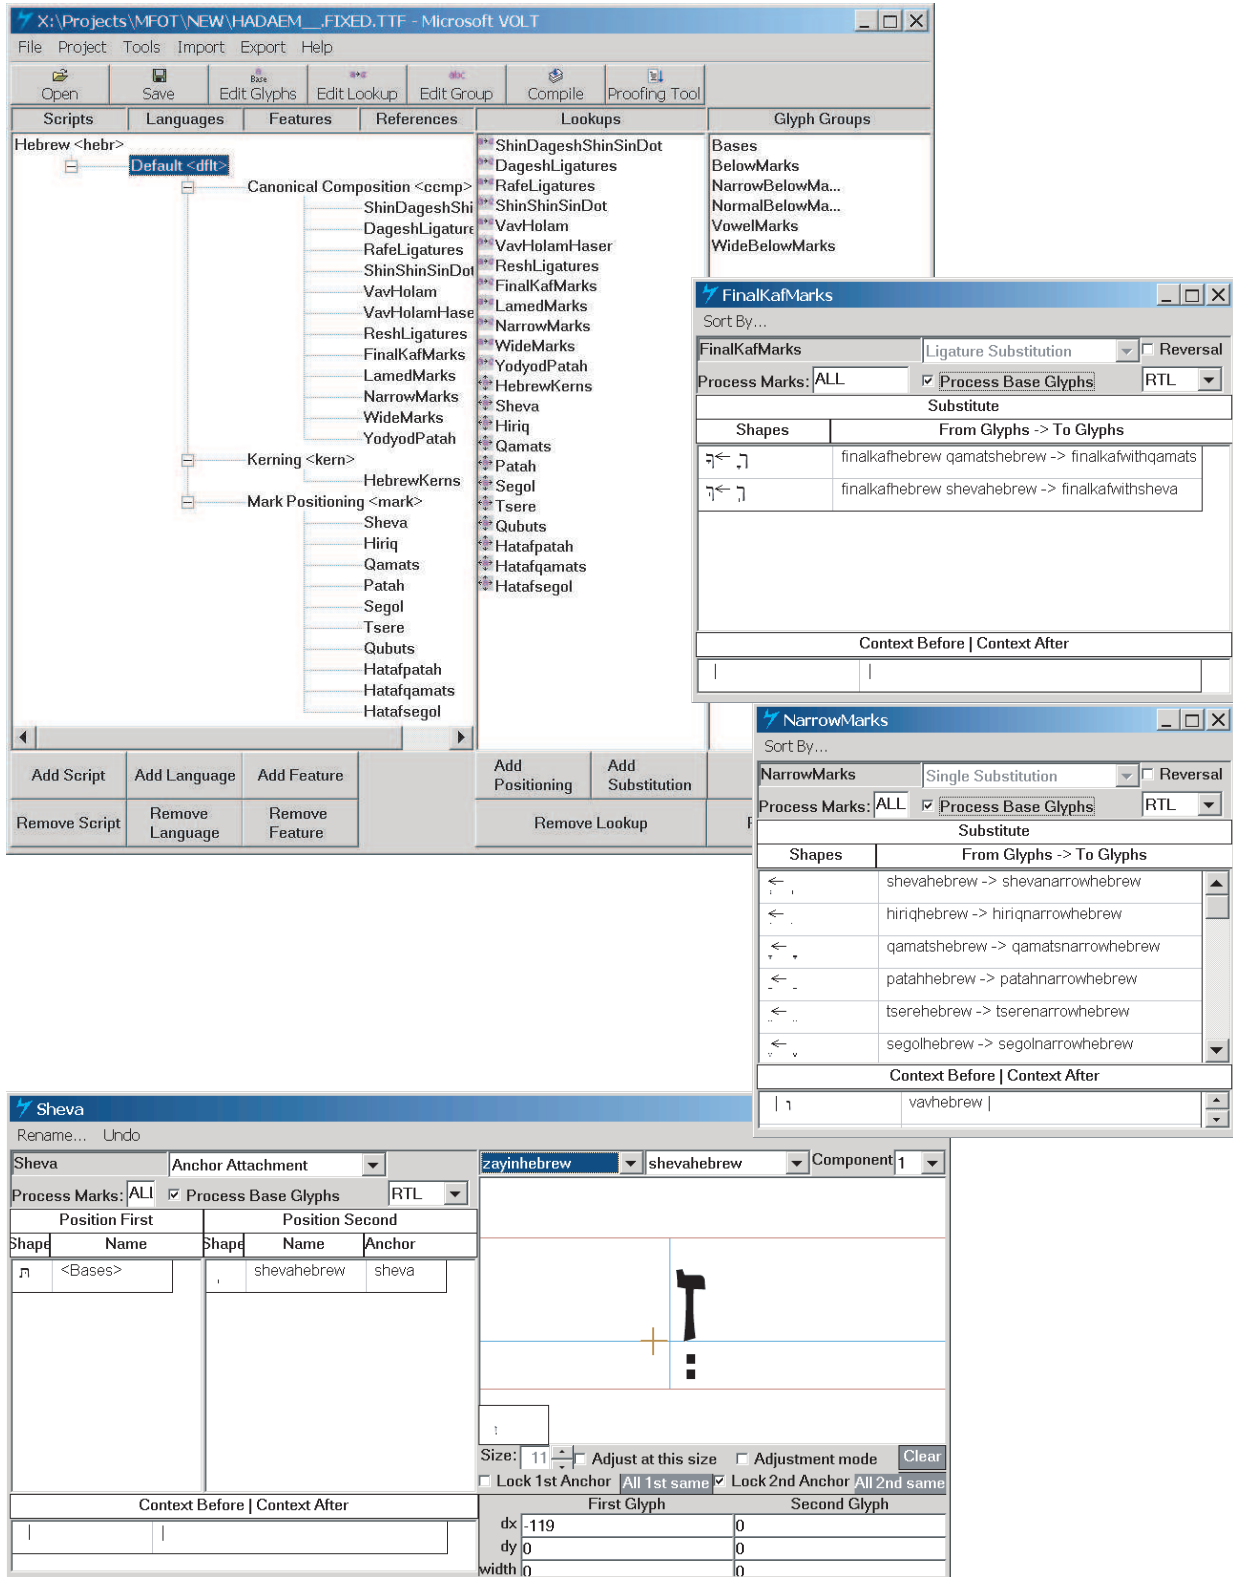 X:\Projects\MFOT\NEW\HADAEM__.FIXED.TTF - Microsoft VOLT
File Project Tools Import Export Help
Open Save Edit Glyphs Edit Lookup Edit Group Compile Proofing Tool
Scripts Languages Features References Lookups Glyph Groups
Hebrew <hebr>
Default <dflt>
Canonical Composition <ccmp>
ShinDageshShi
DageshLigature
RafeLigatures
ShinShinSinDot
VavHolam
VavHolamHase
ReshLigatures
FinalKafMarks
LamedMarks
NarrowMarks
WideMarks
YodyodPatah
Kerning <kern>
HebrewKerns
Mark Positioning <mark>
Sheva
Hiriq
Qamats
Patah
Segol
Tsere
Qubuts
Hatafpatah
Hatafqamats
Hatafsegol
ShinDageshShinSinDot
DageshLigatures
RafeLigatures
ShinShinSinDot
VavHolam
VavHolamHaser
ReshLigatures
FinalKafMarks
LamedMarks
NarrowMarks
WideMarks
YodyodPatah
HebrewKerns
Sheva
Hiriq
Qamats
Patah
Segol
Tsere
Qubuts
Hatafpatah
Hatafqamats
Hatafsegol
Bases
BelowMarks
NarrowBelowMa...
NormalBelowMa...
VowelMarks
WideBelowMarks
Add Script Add Language Add Feature Add Positioning Add Substitution
Remove Script Remove Language Remove Feature Remove Lookup
FinalKafMarks
Sort By...
FinalKafMarks Ligature Substitution Reversal
Process Marks: ALL Process Base Glyphs RTL
Substitute
Shapes From Glyphs -> To Glyphs
finalkafhebrew qamatshebrew -> finalkafwithqamats
finalkafhebrew shevahebrew -> finalkafwithsheva
Context Before | Context After
| |
NarrowMarks
Sort By...
NarrowMarks Single Substitution Reversal
Process Marks: ALL Process Base Glyphs RTL
Substitute
Shapes From Glyphs -> To Glyphs
shevahebrew -> shevanarrowhebrew
hiriqhebrew -> hiriqnarrowhebrew
qamatshebrew -> qamatsnarrowhebrew
patahhebrew -> patahnarrowhebrew
tserehebrew -> tserenarrowhebrew
segolhebrew -> segolnarrowhebrew
Context Before | Context After
| ו vavhebrew |
Sheva
Rename... Undo
Sheva Anchor Attachment
Process Marks: ALL Process Base Glyphs RTL
Position First Position Second
Shape Name Shape Name Anchor
ת <Bases> shevahebrew sheva
Context Before | Context After
| |
zayinhebrew shevahebrew Component 1
זְ
Size: 11 Adjust at this size Adjustment mode Clear
Lock 1st Anchor All 1st same Lock 2nd Anchor All 2nd same
First Glyph Second Glyph
dx -119 0
dy 0 0
width 0 0